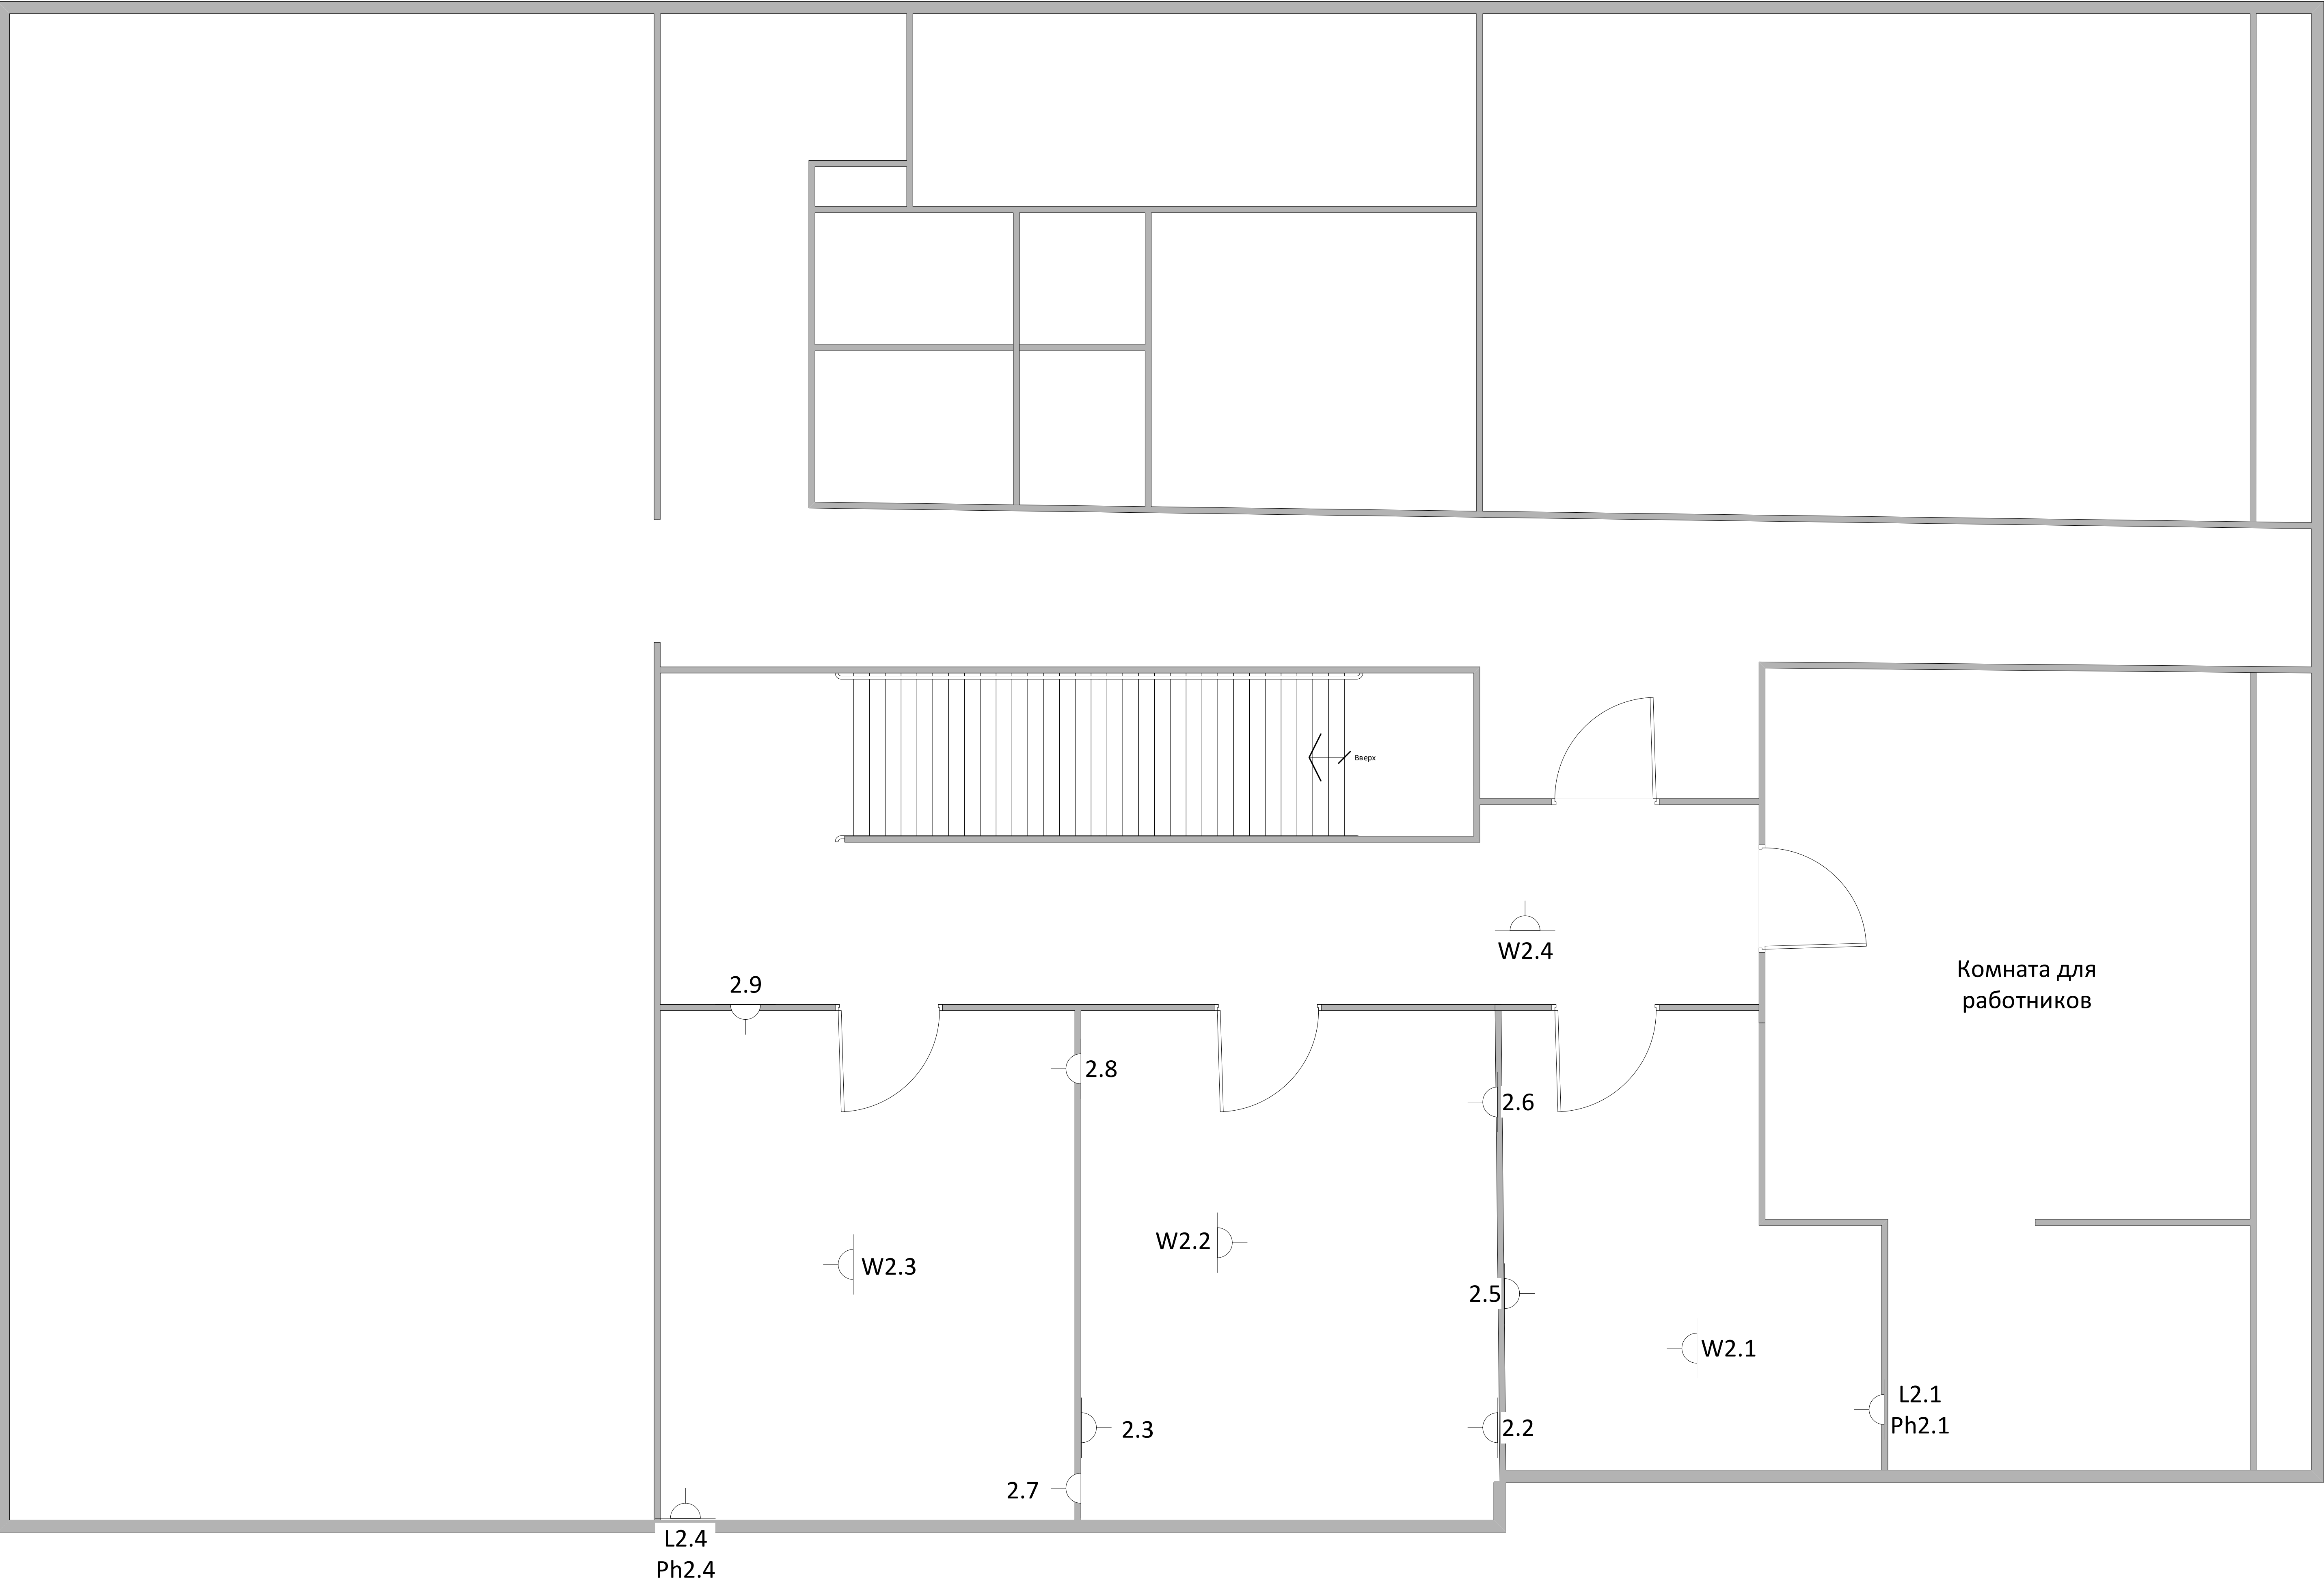 Вверх
W2.4
Комната для
работников
2.9
2.8
2.6
W2.2
W2.3
2.5
W2.1
L2.1
Ph2.1
2.3
2.2
2.7
L2.4
Ph2.4